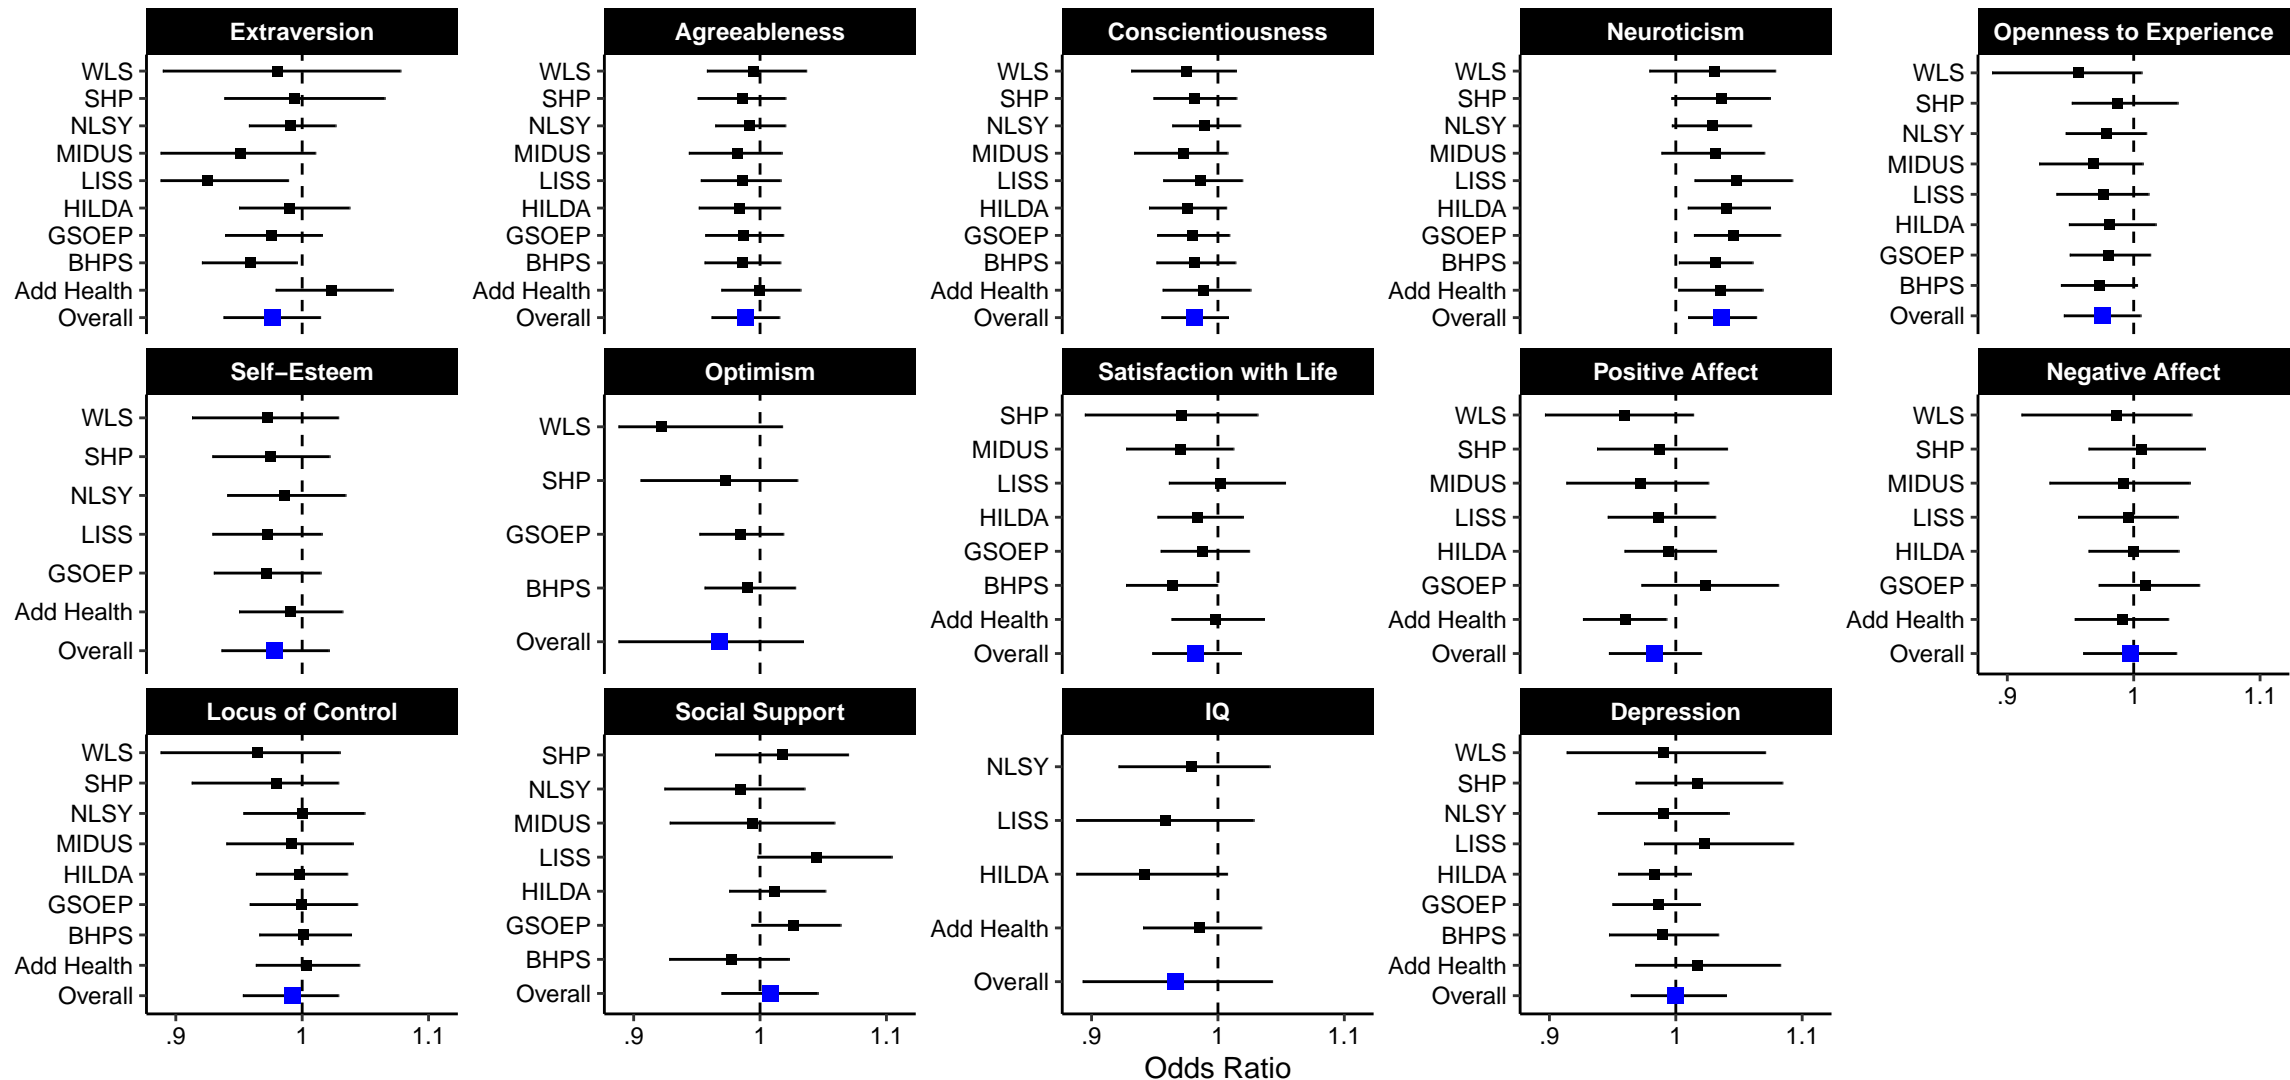 Extraversion
WLS
SHP
NLSY
MIDUS
LISS
HILDA
GSOEP
BHPS
Add Health
Overall
Agreeableness
WLS
SHP
NLSY
MIDUS
LISS
HILDA
GSOEP
BHPS
Add Health
Overall
Conscientiousness
WLS
SHP
NLSY
MIDUS
LISS
HILDA
GSOEP
BHPS
Add Health
Overall
Neuroticism
WLS
SHP
NLSY
MIDUS
LISS
HILDA
GSOEP
BHPS
Add Health
Overall
Openness to Experience
WLS
SHP
NLSY
MIDUS
LISS
HILDA
GSOEP
BHPS
Overall
Self−Esteem
WLS
SHP
NLSY
LISS
GSOEP
Add Health
Overall
Optimism
WLS
SHP
GSOEP
BHPS
Overall
Satisfaction with Life
SHP
MIDUS
LISS
HILDA
GSOEP
BHPS
Add Health
Overall
Positive Affect
WLS
SHP
MIDUS
LISS
HILDA
GSOEP
Add Health
Overall
Negative Affect
WLS
SHP
MIDUS
LISS
HILDA
GSOEP
Add Health
Overall
.9 1 1.1
Locus of Control
WLS
SHP
NLSY
MIDUS
HILDA
GSOEP
BHPS
Add Health
Overall
.9 1 1.1
Social Support
SHP
NLSY
MIDUS
LISS
HILDA
GSOEP
BHPS
Overall
.9 1 1.1
IQ
NLSY
LISS
HILDA
Add Health
Overall
.9 1 1.1
Depression
WLS
SHP
NLSY
LISS
HILDA
GSOEP
BHPS
Add Health
Overall
.9 1 1.1
Odds Ratio